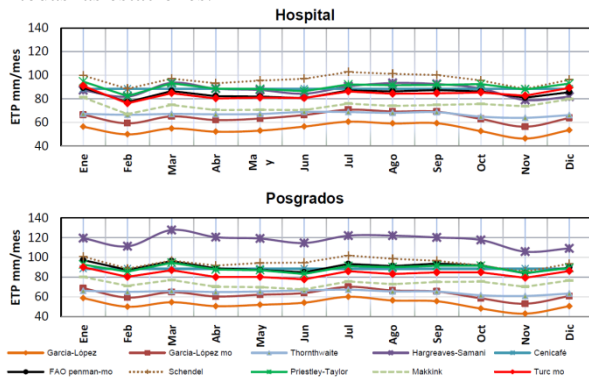 Hospital
ETP mm/mes
140
120
100
80
60
40
Ene
Feb
Mar
Abr
Ma
y
Jun
Jul
Ago
Sep
Oct
Nov
Dic
Posgrados
ETP mm/mes
140
120
100
80
60
40
Ene
Feb
Mar
Abr
May
Jun
Jul
Ago
Sep
Oct
Nov
Dic
Garcia-López
Garcia-López mo
Thornthwaite
Hargreaves-Samani
Cenicafé
FAO penman-mo
Schendel
Priestley-Taylor
Makkink
Turc mo